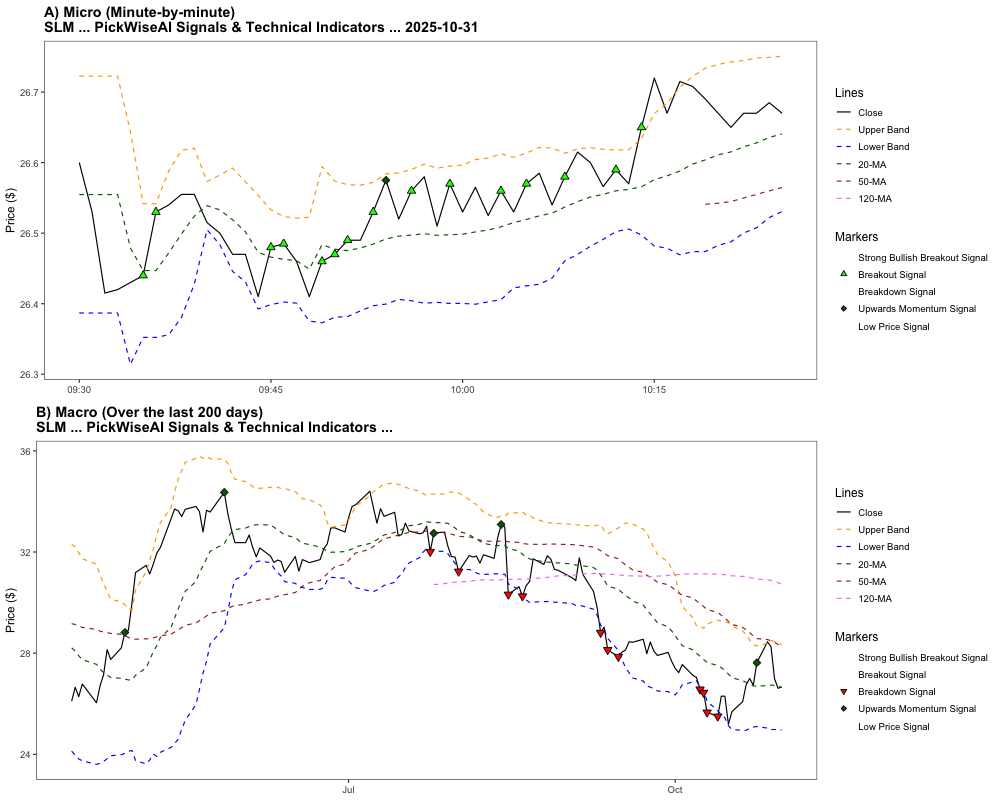 A) Micro (Minute-by-minute)
SLM ... PickWiseAI Signals & Technical Indicators ... 2025-10-31
Price ($)
26.7
26.6
26.5
26.4
26.3
09:30
09:45
10:00
10:15
Lines
Close
Upper Band
Lower Band
20-MA
50-MA
120-MA
Markers
Strong Bullish Breakout Signal
Breakout Signal
Breakdown Signal
Upwards Momentum Signal
Low Price Signal
B) Macro (Over the last 200 days)
SLM ... PickWiseAI Signals & Technical Indicators ...
Price ($)
36
32
28
24
Jul
Oct
Lines
Close
Upper Band
Lower Band
20-MA
50-MA
120-MA
Markers
Strong Bullish Breakout Signal
Breakout Signal
Breakdown Signal
Upwards Momentum Signal
Low Price Signal